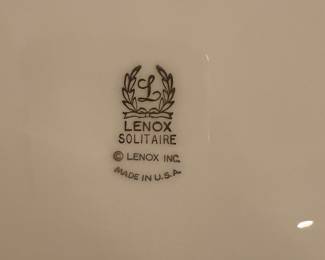 L
LENOX
SOLITAIRE
© LENOX INC.
MADE IN U.S.A.